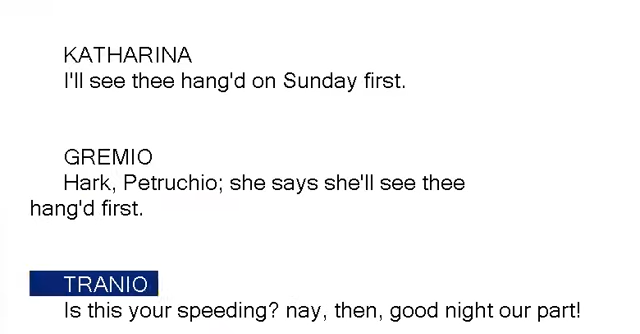 KATHARINA
I'll see thee hang'd on Sunday first.
GREMIO
Hark, Petruchio; she says she'll see thee
hang'd first.
TRANIO
Is this your speeding? nay, then, good night our part!